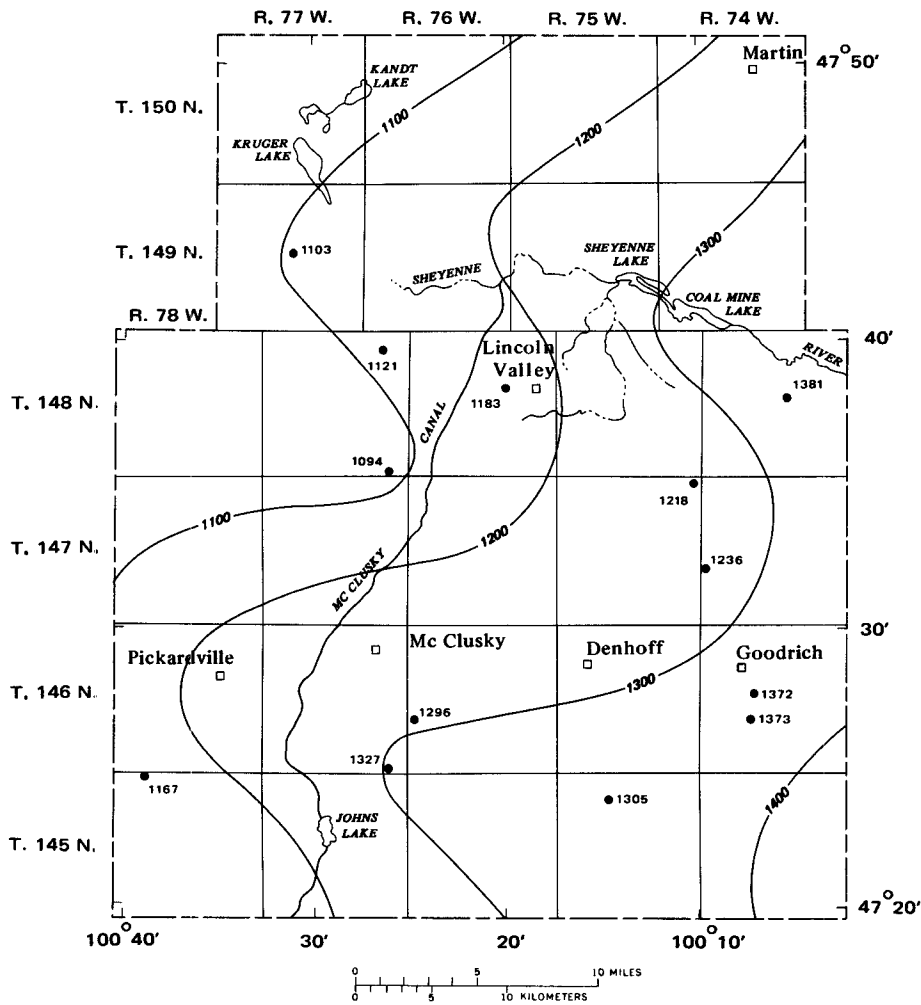 R. 77 W. R. 76 W. R. 75 W. R. 74 W.
Martin
47°50'
KANDT
LAKE
T. 150 N.
1100
1200
KRUGER
LAKE
T. 149 N.
1103
1300
SHEYENNE
LAKE
SHEYENNE
COAL MINE
LAKE
R. 78 W.
40'
RIVER
Lincoln
Valley
1121
1381
T. 148 N.
1183
CANAL
1094
1218
1100
1200
T. 147 N.
1236
MC CLUSKY
30'
Pickardville
Mc Clusky
Denhoff
Goodrich
T. 146 N.
1300
1372
1296
1373
1327
1167
1305
1400
JOHNS
LAKE
T. 145 N.
47°20'
100°40' 30' 20' 100°10'
0 5 10 MILES
0 5 10 KILOMETERS